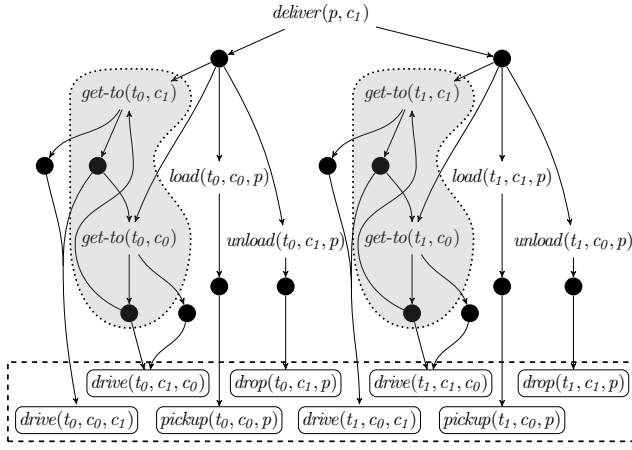 deliver(p, c₁)
get-to(t₀, c₁) get-to(t₁, c₁)
load(t₀, c₀, p) load(t₁, c₁, p)
get-to(t₀, c₀) unload(t₀, c₁, p) get-to(t₁, c₀) unload(t₁, c₀, p)
drive(t₀, c₁, c₀) drop(t₀, c₁, p) drive(t₁, c₁, c₀) drop(t₁, c₁, p)
drive(t₀, c₀, c₁) pickup(t₀, c₀, p) drive(t₁, c₀, c₁) pickup(t₁, c₀, p)